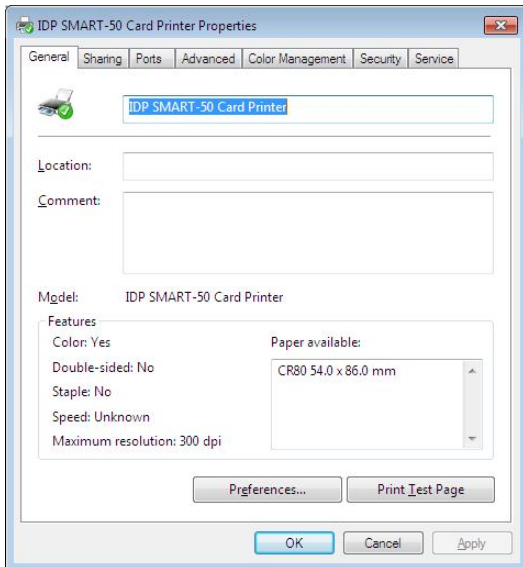 IDP SMART-50 Card Printer Properties
General Sharing Ports Advanced Color Management Security Service
IDP SMART-50 Card Printer
Location:
Comment:
Model: IDP SMART-50 Card Printer
Features
Color: Yes
Paper available:
Double-sided: No
CR80 54.0 x 86.0 mm
Staple: No
Speed: Unknown
Maximum resolution: 300 dpi
Preferences... Print Test Page
OK Cancel Apply